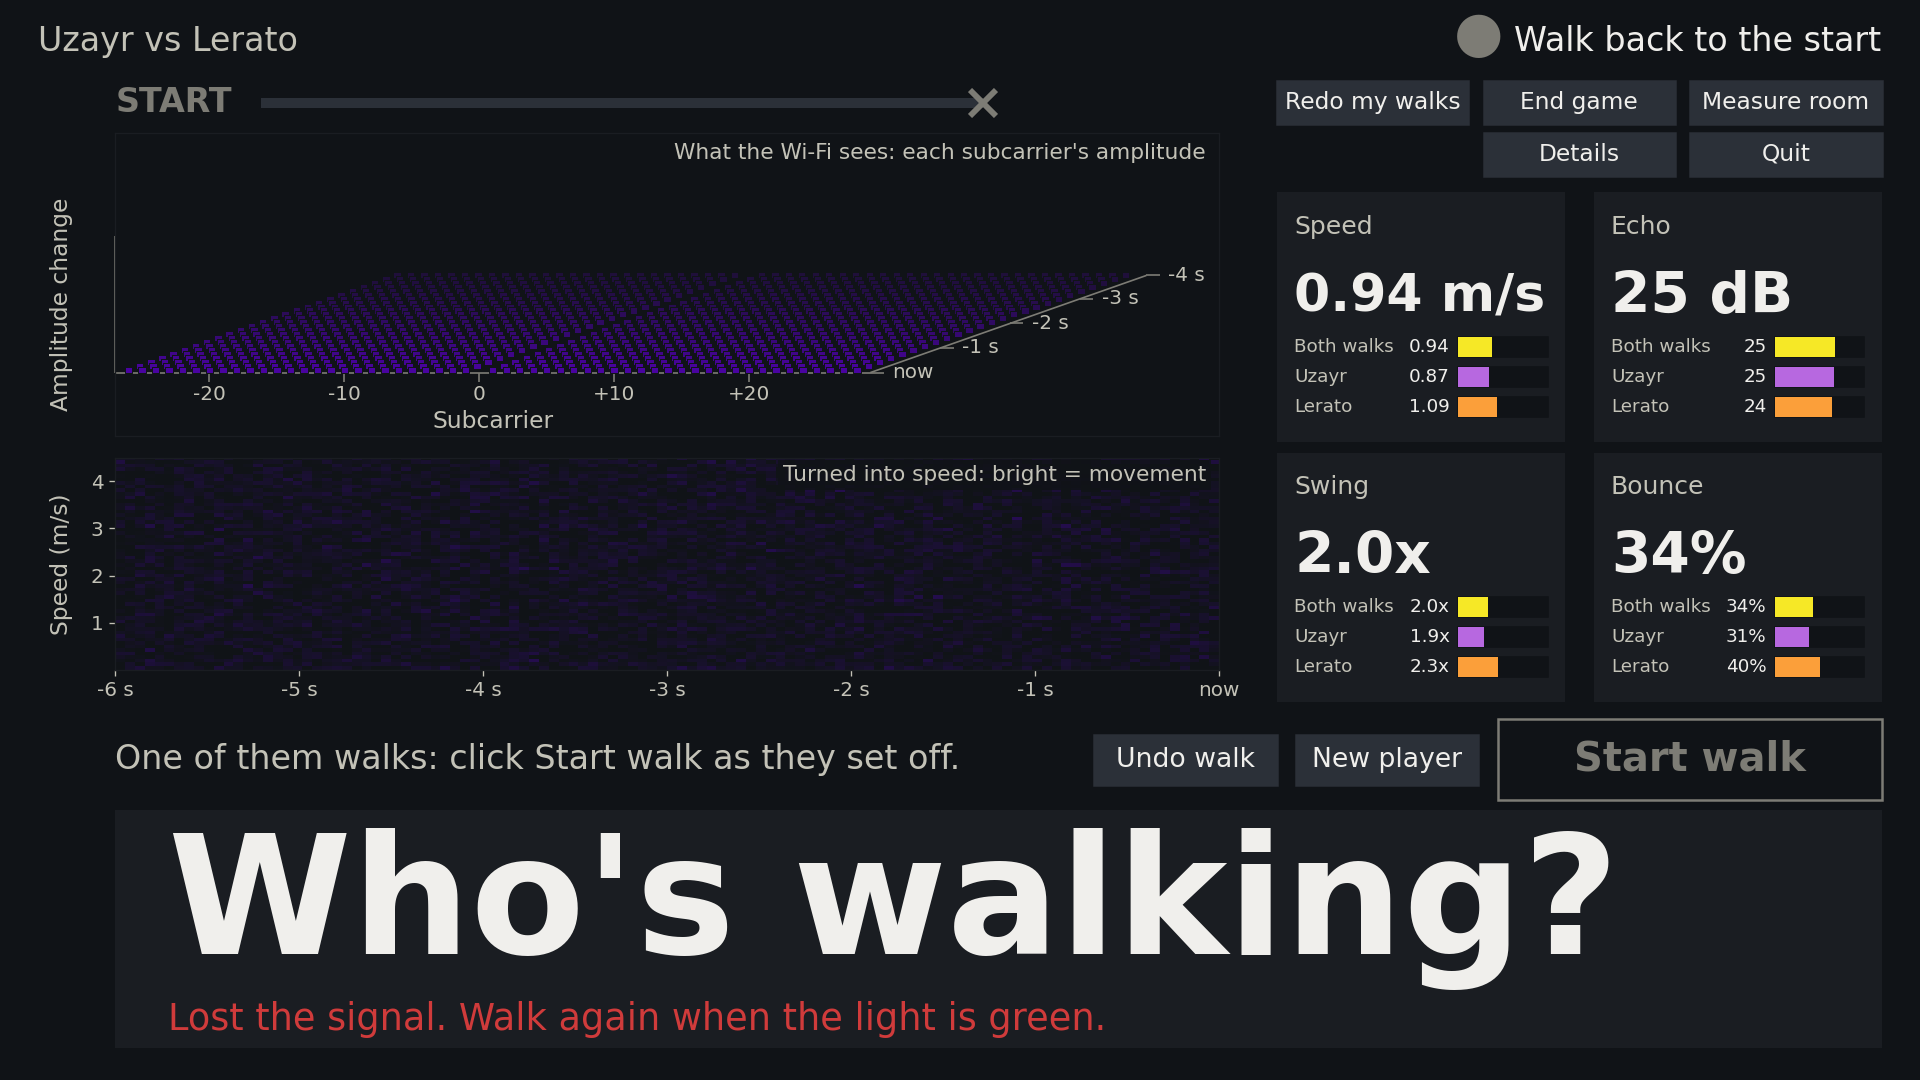 Uzayr vs Lerato
Walk back to the start
START
Redo my walks
End game
Measure room
Details
Quit
What the Wi-Fi sees: each subcarrier's amplitude
Amplitude change
-4 s
-3 s
-2 s
-1 s
now
-20
-10
0
+10
+20
Subcarrier
Turned into speed: bright = movement
Speed (m/s)
4
3
2
1
-6 s
-5 s
-4 s
-3 s
-2 s
-1 s
now
Speed
0.94 m/s
Both walks 0.94
Uzayr 0.87
Lerato 1.09
Echo
25 dB
Both walks 25
Uzayr 25
Lerato 24
Swing
2.0x
Both walks 2.0x
Uzayr 1.9x
Lerato 2.3x
Bounce
34%
Both walks 34%
Uzayr 31%
Lerato 40%
One of them walks: click Start walk as they set off.
Undo walk
New player
Start walk
Who's walking?
Lost the signal. Walk again when the light is green.